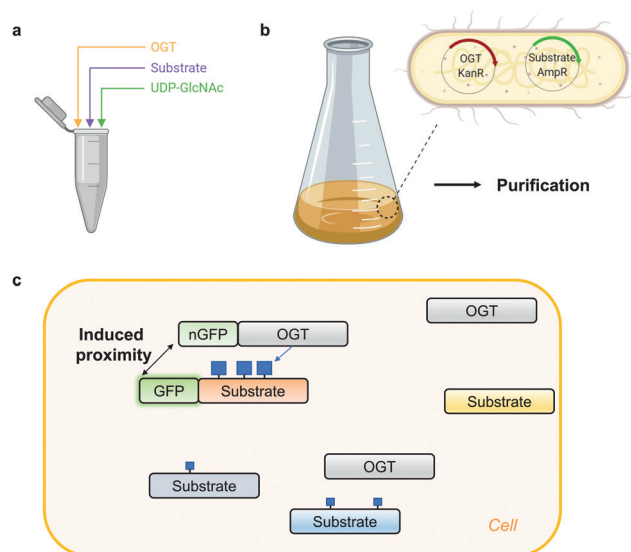 a
OGT
Substrate
UDP-GlcNAc
b
OGT
KanR
Substrate
AmpR
Purification
c
Induced
proximity
nGFP
OGT
GFP
Substrate
OGT
Substrate
Substrate
OGT
Substrate
Cell